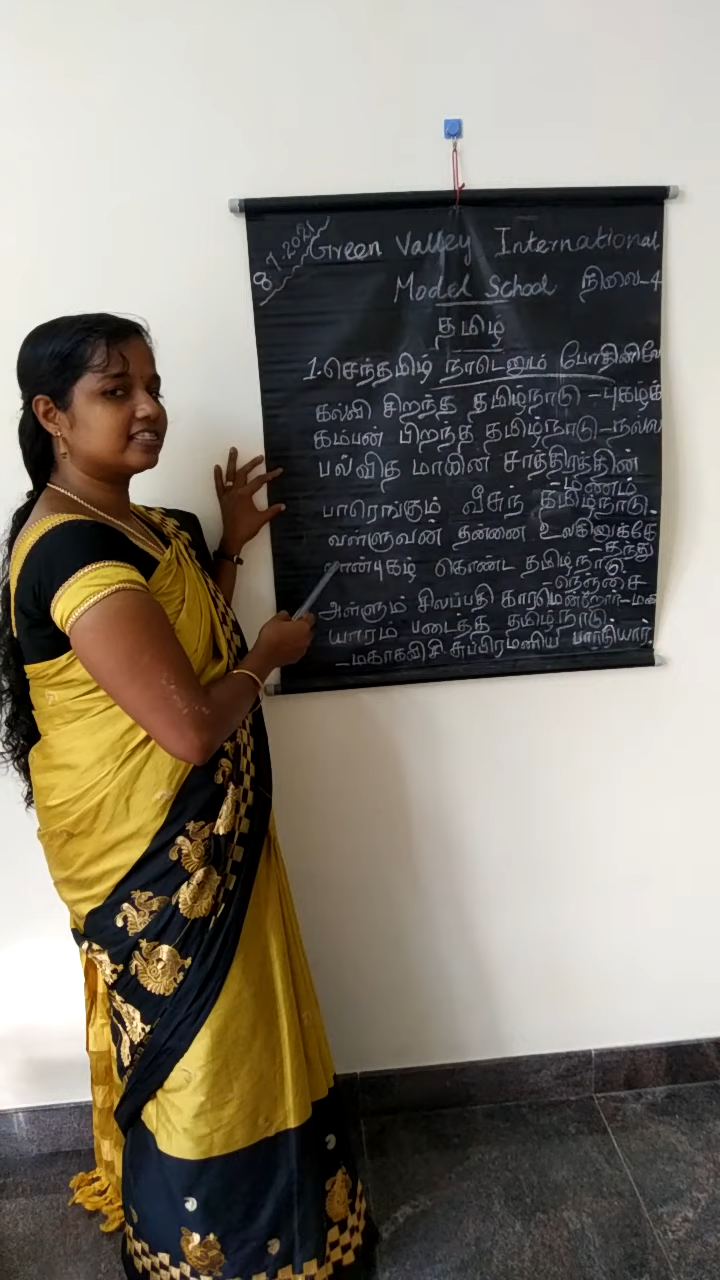 8.7.2021
Green Valley International
Model School நிலை-4
தமிழ்
1. செந்தமிழ் நாடெனும் போதினிலே
கல்வி சிறந்த தமிழ்நாடு - புகழ்க்
கம்பன் பிறந்த தமிழ்நாடு - நல்ல
பல்வித மாயின சாத்திரத்தின்
- மணம்
பாரெங்கும் வீசுந் தமிழ்நாடு
வள்ளுவன் தன்னை உலகினுக்கே
- தந்து
வான்புகழ் கொண்ட தமிழ்நாடு
- நெஞ்சை
அள்ளும் சிலப்பதி காரமென்றோர் - மணி
யாரம் படைத்த தமிழ்நாடு
- மகாகவி சி. சுப்பிரமணிய பாரதியார்.